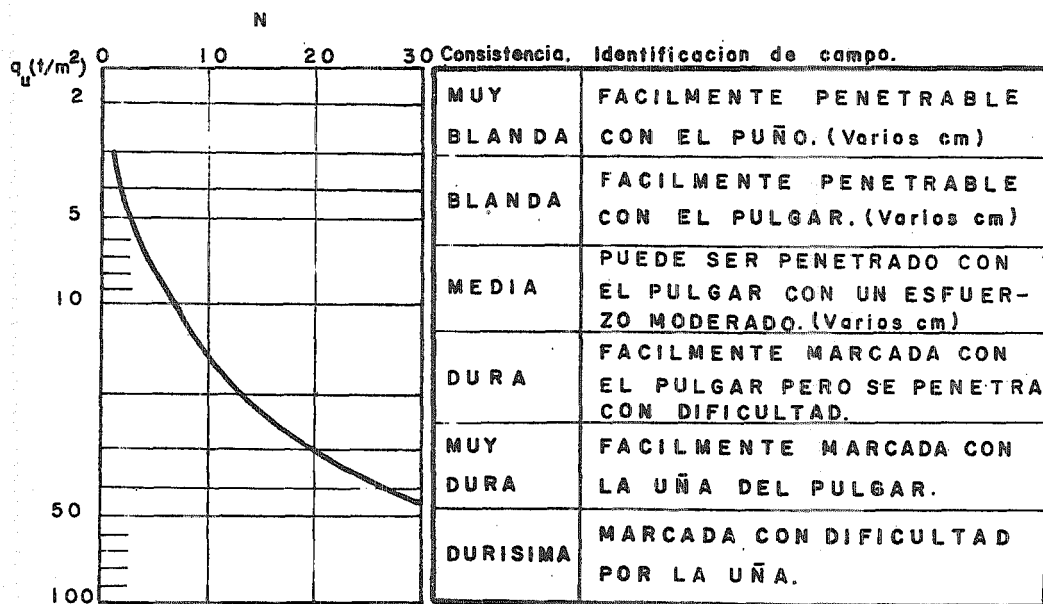 N
q_u(t/m²) 0 10 20 30 Consistencia. Identificacion de campo.
2
5
10
50
100
MUY
BLANDA
FACILMENTE PENETRABLE
CON EL PUÑO. (Varios cm)
BLANDA
FACILMENTE PENETRABLE
CON EL PULGAR. (Varios cm)
MEDIA
PUEDE SER PENETRADO CON
EL PULGAR CON UN ESFUER-
ZO MODERADO. (Varios cm)
DURA
FACILMENTE MARCADA CON
EL PULGAR PERO SE PENETRA
CON DIFICULTAD.
MUY
DURA
FACILMENTE MARCADA CON
LA UÑA DEL PULGAR.
DURISIMA
MARCADA CON DIFICULTAD
POR LA UÑA.